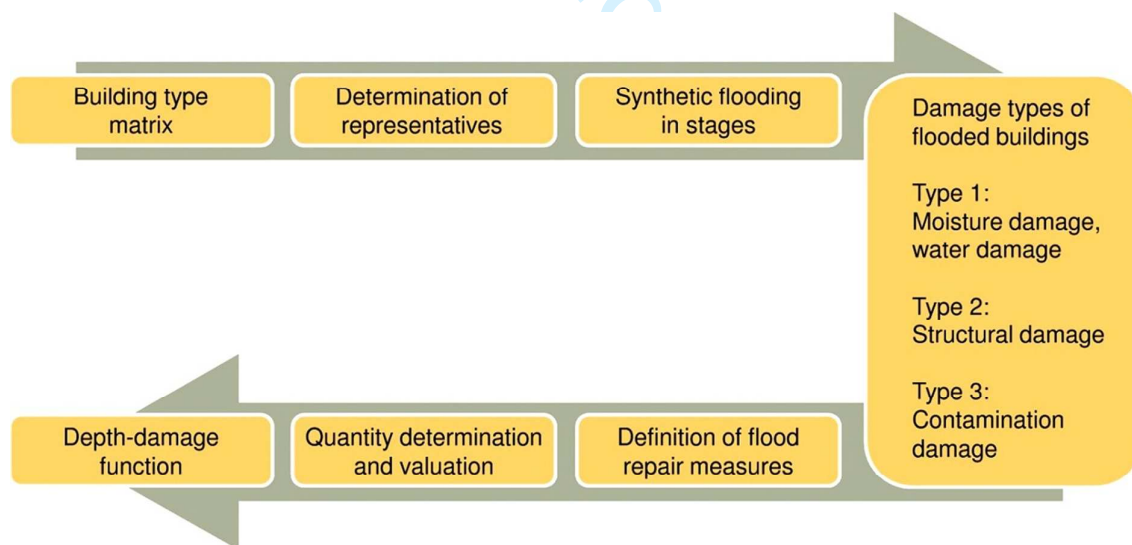 Building type
matrix
Determination of
representatives
Synthetic flooding
in stages
Damage types of
flooded buildings
Type 1:
Moisture damage,
water damage
Type 2:
Structural damage
Type 3:
Contamination
damage
Definition of flood
repair measures
Quantity determination
and valuation
Depth-damage
function